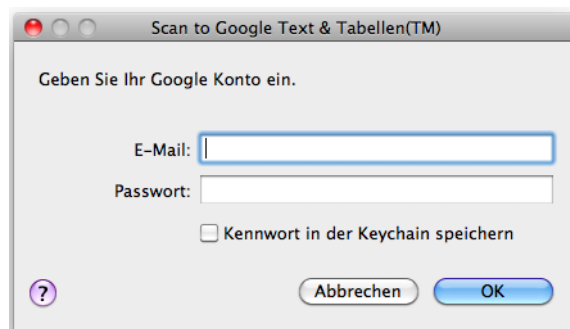 Scan to Google Text & Tabellen(TM)
Geben Sie Ihr Google Konto ein.
E-Mail:
Passwort:
Kennwort in der Keychain speichern
? Abbrechen OK